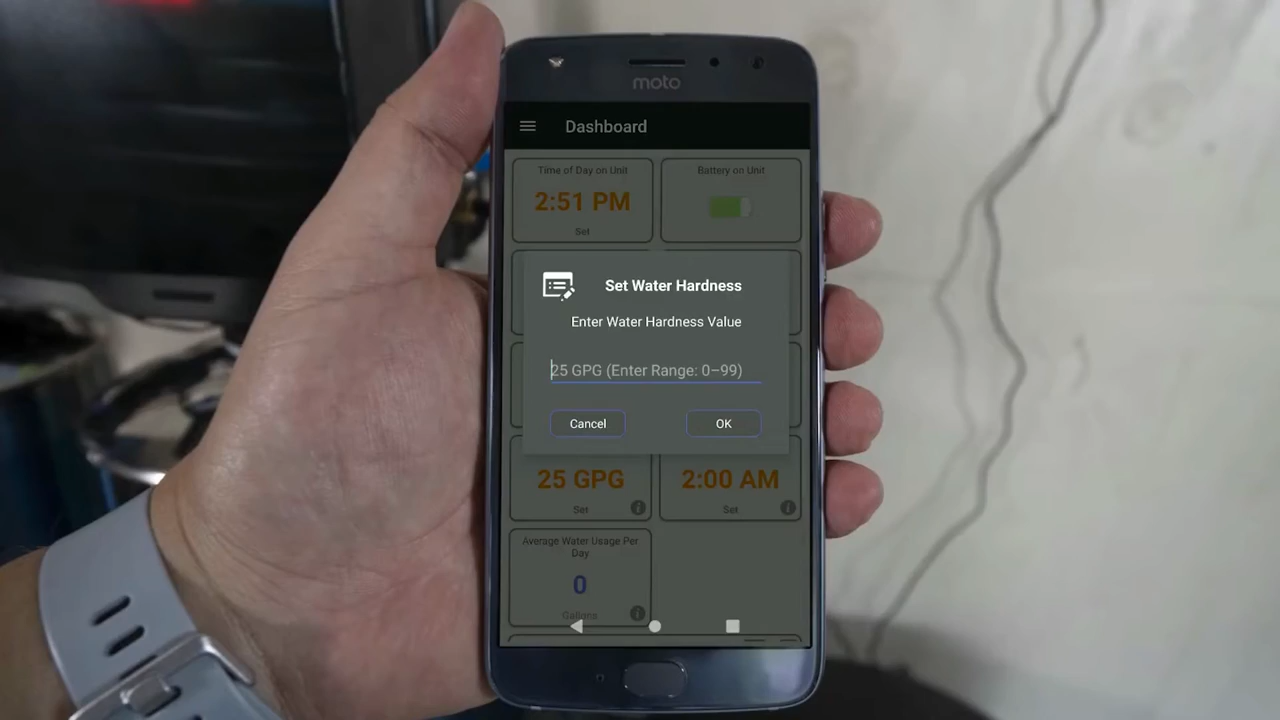 moto
Dashboard
Time of Day on Unit
Battery on Unit
2:51 PM
Set
Set Water Hardness
Enter Water Hardness Value
25 GPG (Enter Range: 0–99)
Cancel
OK
25 GPG
2:00 AM
Set
Set
Average Water Usage Per
Day
0
Gallons